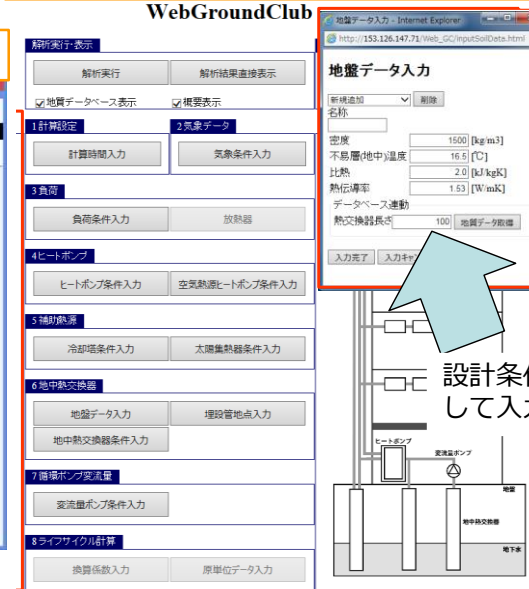 WebGroundClub
解析実行・表示
解析実行
解析結果直接表示
地質データベース表示
概要表示
1計算設定
2気象データ
計算時間入力
気象条件入力
3負荷
負荷条件入力
放熱器
4ヒートポンプ
ヒートポンプ条件入力
空気熱源ヒートポンプ条件入力
5補助熱源
冷却塔条件入力
太陽集熱器条件入力
6地中熱交換器
地盤データ入力
埋設管地点入力
地中熱交換器条件入力
7循環ポンプ変流量
変流量ポンプ条件入力
8ライフサイクル計算
換算係数入力
原単位データ入力
地盤データ入力 - Internet Explorer
http://153.126.147.71/Web_GC/inputSoilData.html
地盤データ入力
新規追加
削除
名称
密度 1500 [kg/m3]
不易層(地中)温度 16.5 [℃]
比熱 2.0 [kJ/kgK]
熱伝導率 1.53 [W/mK]
データベース連動
熱交換器長さ 100 地質データ取得
入力完了
入力キャン
設計条件
して入力
ヒートポンプ
変流量ポンプ
地盤
地中熱交換器
地下水